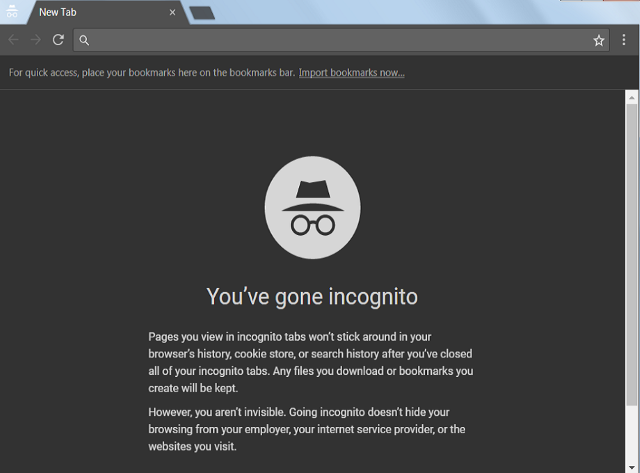 New Tab
For quick access, place your bookmarks here on the bookmarks bar. Import bookmarks now...
You've gone incognito
Pages you view in incognito tabs won't stick around in your
browser's history, cookie store, or search history after you've closed
all of your incognito tabs. Any files you download or bookmarks you
create will be kept.
However, you aren't invisible. Going incognito doesn't hide your
browsing from your employer, your internet service provider, or the
websites you visit.